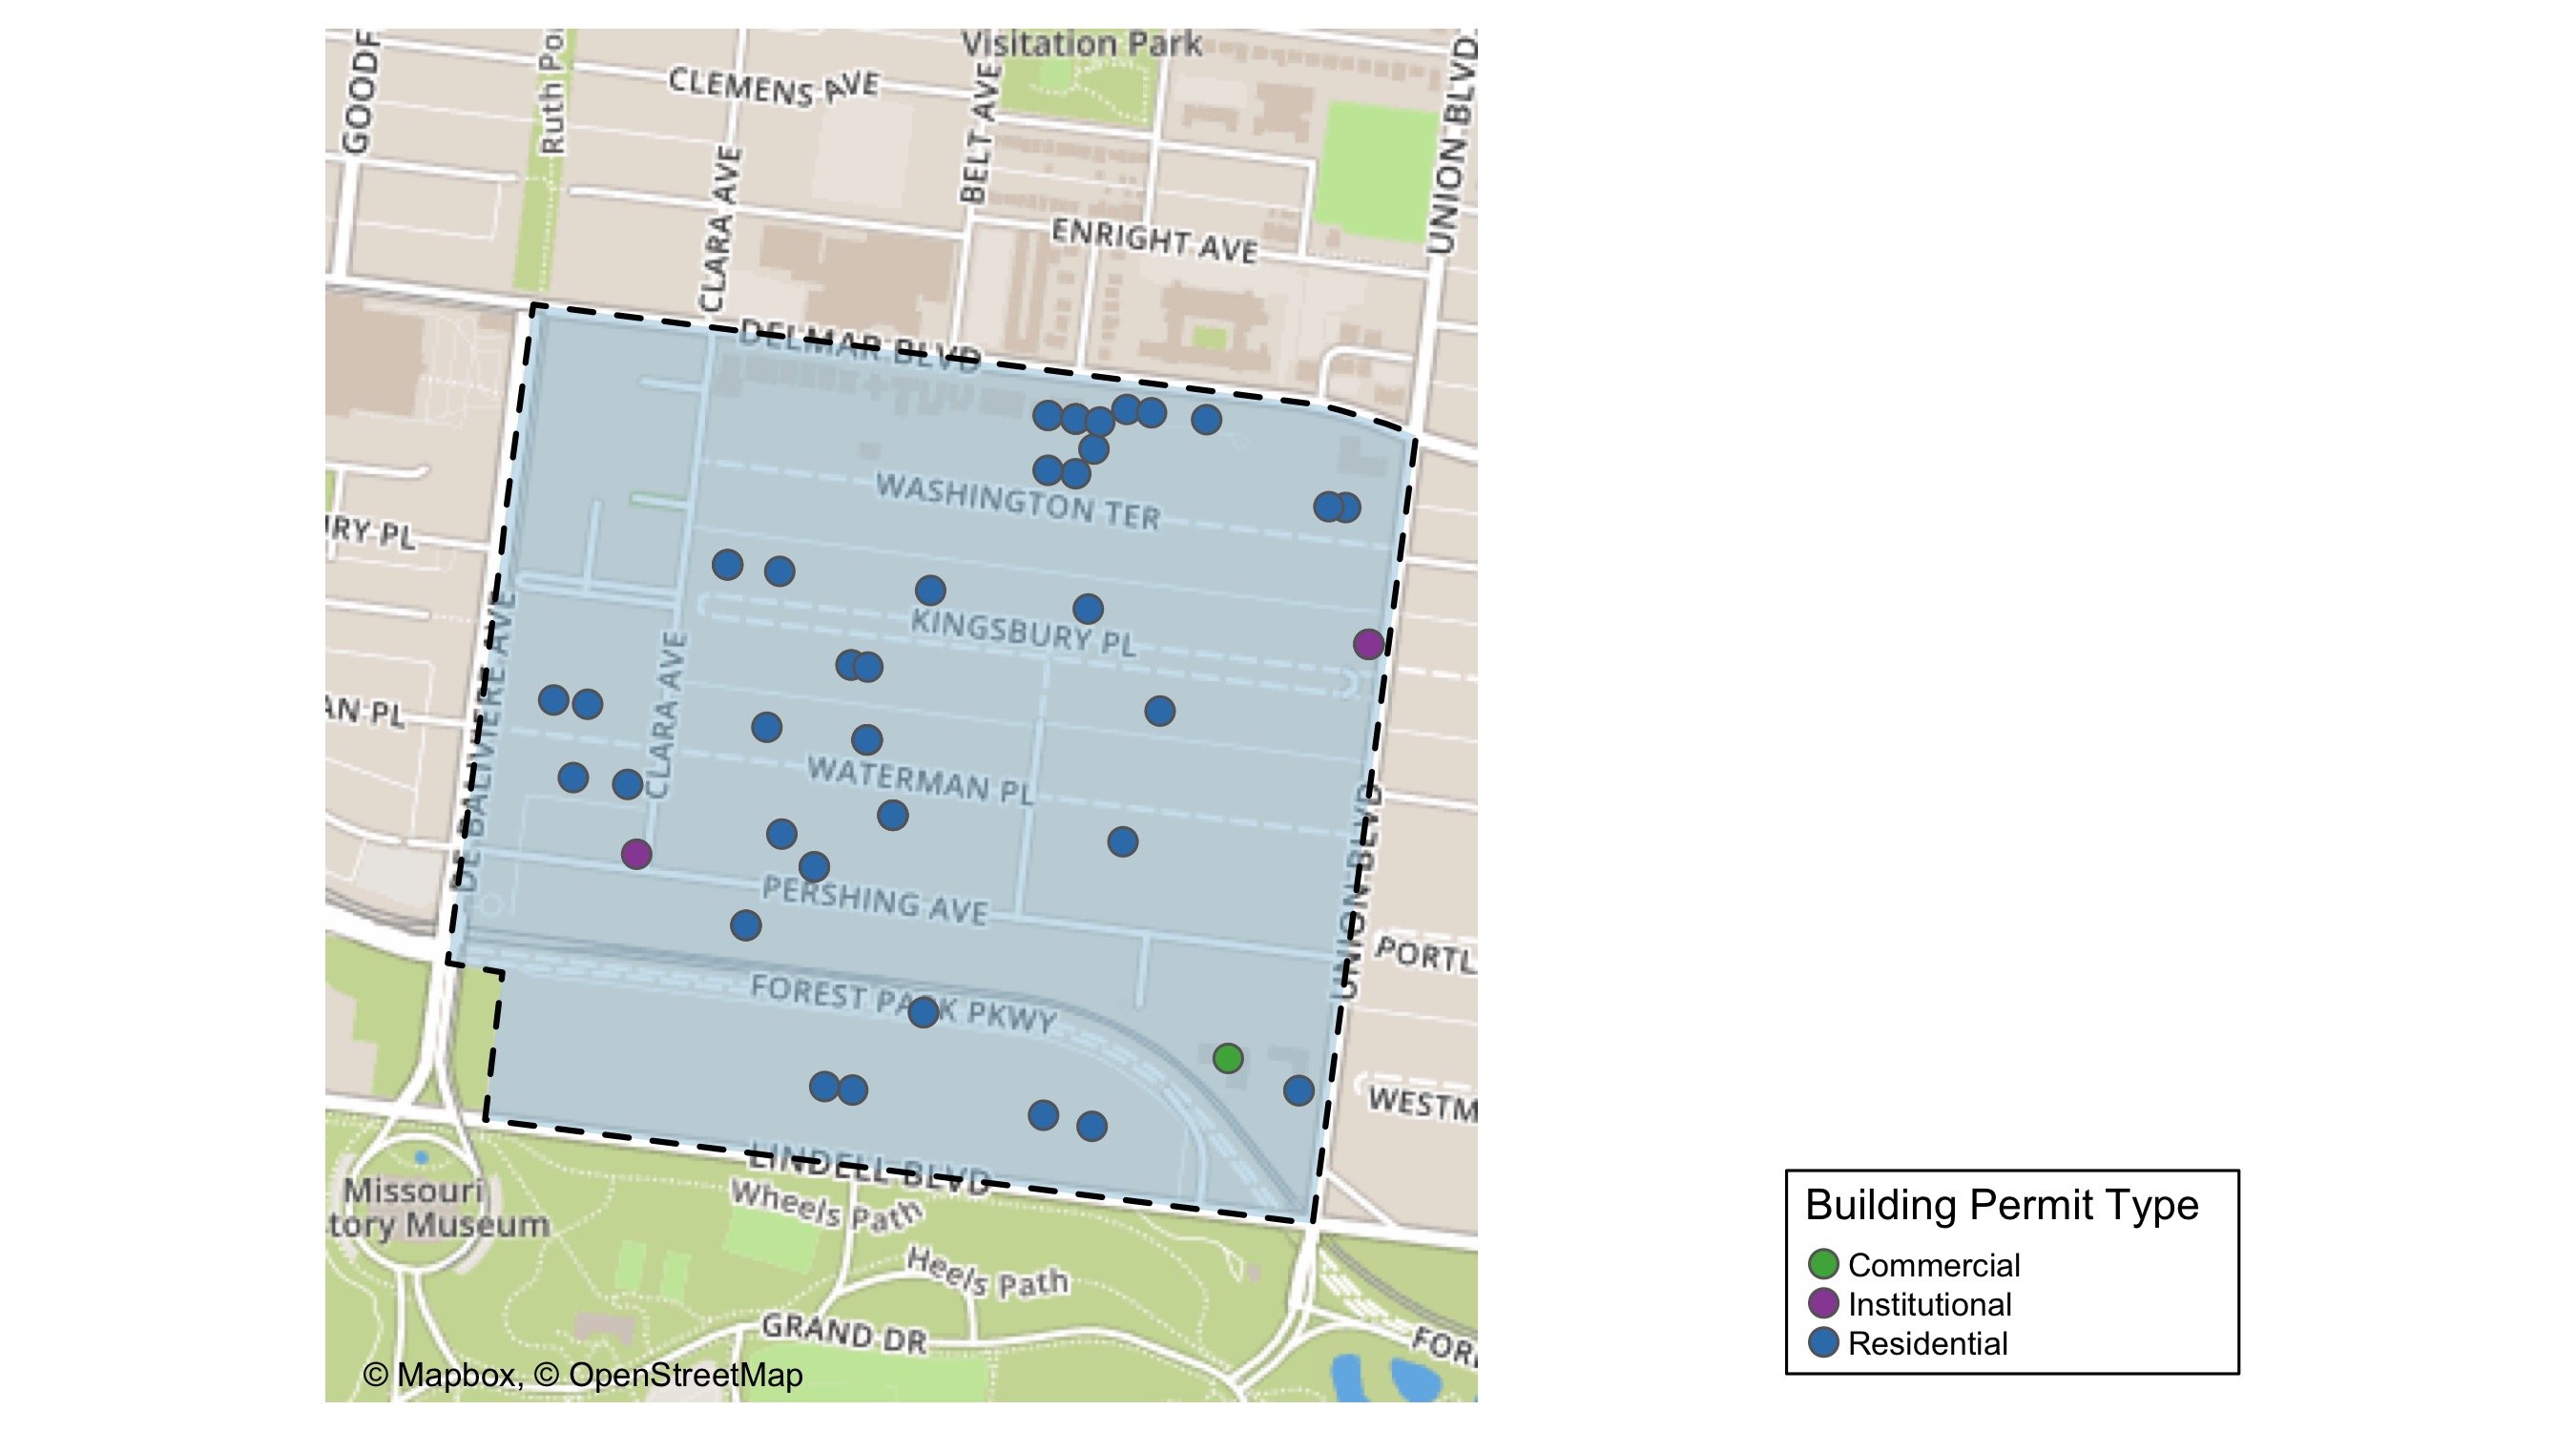 Visitation Park
GOODF
Ruth Po
CLEMENS AVE
BELT AVE
UNION BLVD
CLARA AVE
ENRIGHT AVE
DELMAR BLVD
WASHINGTON TER
URY PL
KINGSBURY PL
DE BALIVIERE AVE
CLARA AVE
AN PL
WATERMAN PL
UNION BLVD
PERSHING AVE
PORTL
FOREST PARK PKWY
WESTM
LINDELL BLVD
Missouri
tory Museum
Wheels Path
Heels Path
GRAND DR
FORE
© Mapbox, © OpenStreetMap
Building Permit Type
Commercial
Institutional
Residential